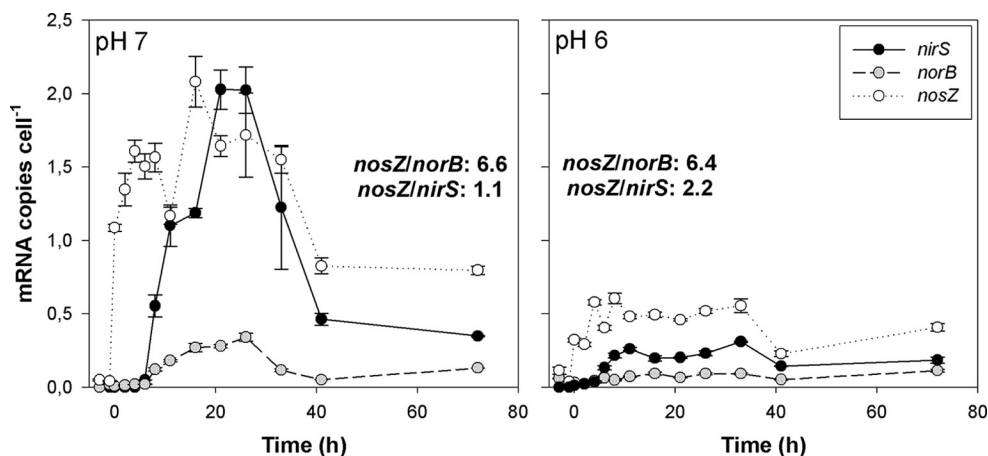 pH 7
pH 6
nirS
norB
nosZ
nosZ/norB: 6.6
nosZ/nirS: 1.1
nosZ/norB: 6.4
nosZ/nirS: 2.2
mRNA copies cell-1
2,5
2,0
1,5
1,0
0,5
0,0
0 20 40 60 80
0 20 40 60 80
Time (h)
Time (h)